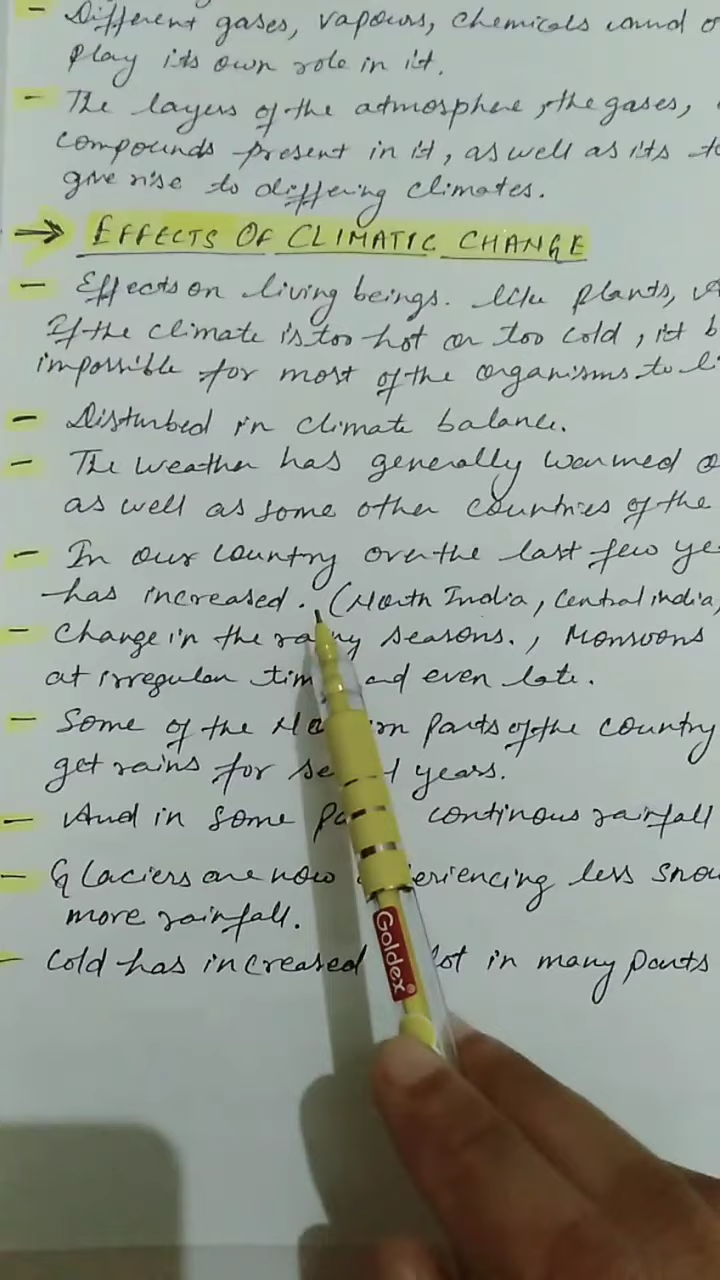 - Different gases, vapours, chemicals and
play its own role in it.
- The layers of the atmosphere, the gases,
compounds present in it, as well as its
give rise to differing climates.
→ EFFECTS OF CLIMATIC CHANGE
- Effects on living beings. like plants,
If the climate is too hot or too cold, it
impossible for most of the organisms to
- Disturbed in climate balance.
- The weather has generally warmed
as well as some other countries of the
- In our country over the last few
has increased. (North India, Central india,
- Change in the rainy seasons., Monsoons
at irregular and even late.
- Some of the parts of the country
get rains for years.
- And in some continous rainfall
- Glaciers are now less
more rainfall.
- Cold has increased lot in many parts
Goldex®